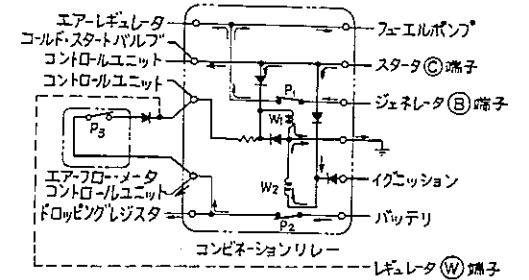 エアーレギュレータ
コールド・スタートバルブ
コントロールユニット
コントロールユニット
P3
エアーフローメータ
コントロールユニット
ドロッピングレジスタ
P1
W1
W2
P2
コンビネーションリレー
フューエルポンプ
スタータⒸ端子
ジェネレータⒷ端子
イグニッション
バッテリ
レギュレータⓌ端子